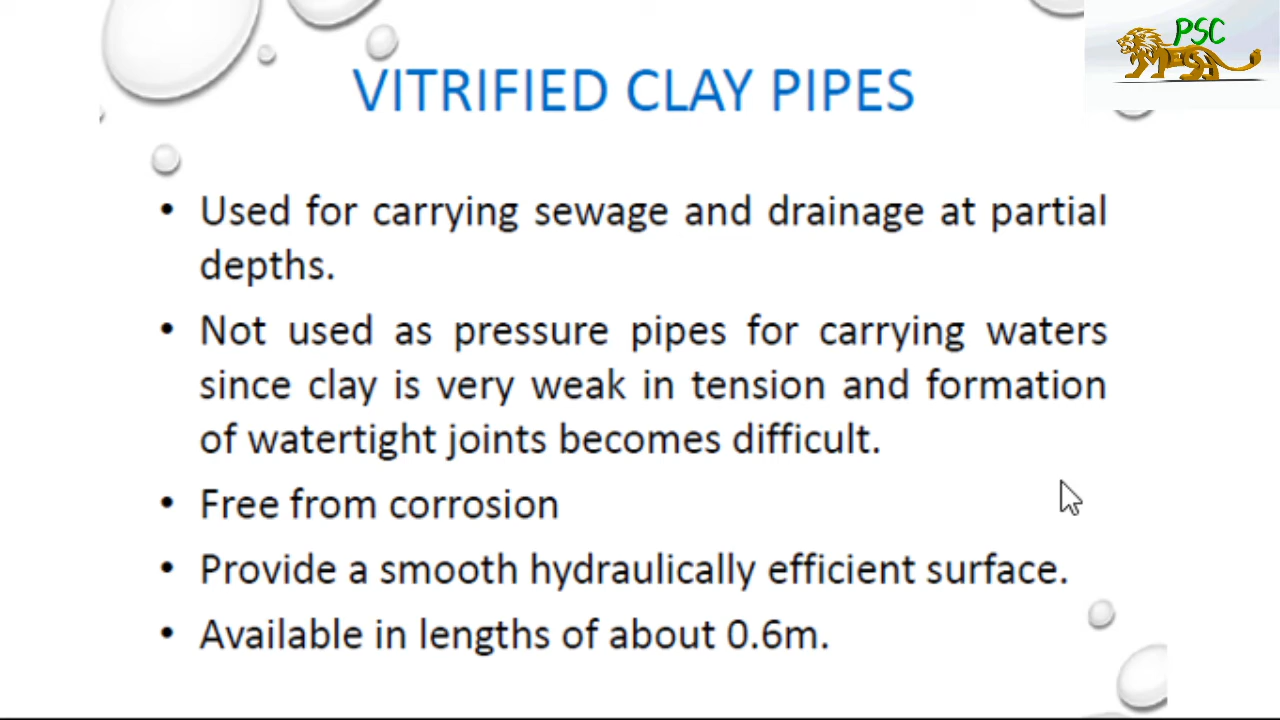 PSC
VITRIFIED CLAY PIPES
• Used for carrying sewage and drainage at partial
depths.
• Not used as pressure pipes for carrying waters
since clay is very weak in tension and formation
of watertight joints becomes difficult.
• Free from corrosion
• Provide a smooth hydraulically efficient surface.
• Available in lengths of about 0.6m.